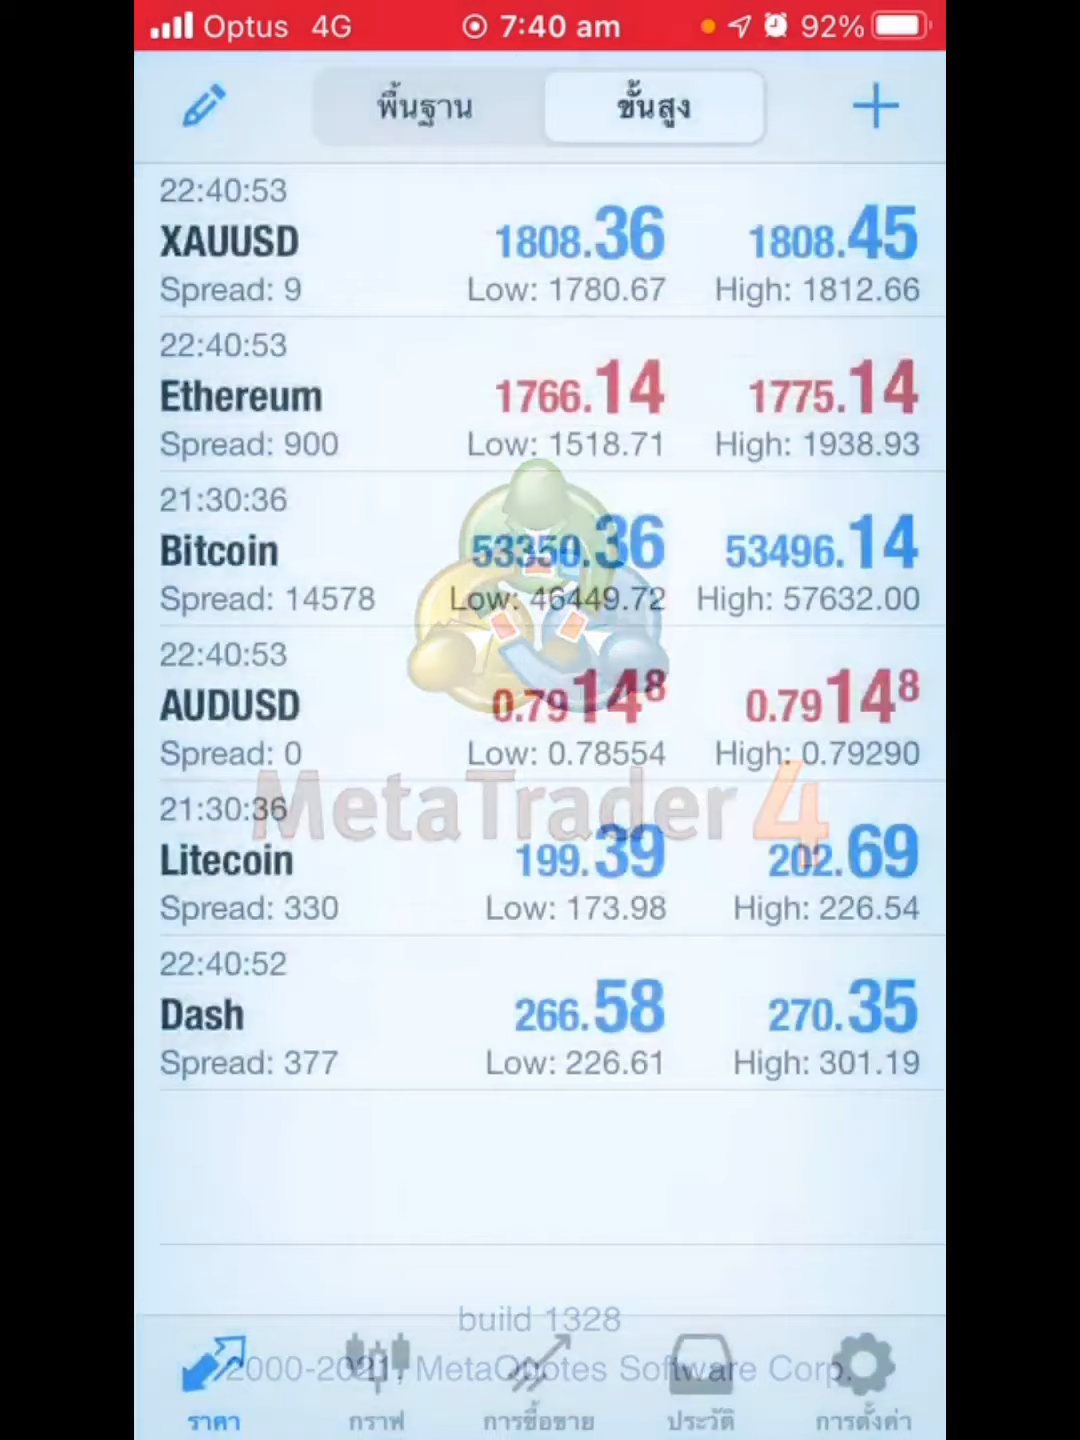 Optus 4G 7:40 am 92%
พื้นฐาน ขั้นสูง
22:40:53
XAUUSD 1808.36 1808.45
Spread: 9 Low: 1780.67 High: 1812.66
22:40:53
Ethereum 1766.14 1775.14
Spread: 900 Low: 1518.71 High: 1938.93
21:30:36
Bitcoin 53350.36 53496.14
Spread: 14578 Low: 46449.72 High: 57632.00
22:40:53
AUDUSD 0.79148 0.79148
Spread: 0 Low: 0.78554 High: 0.79290
MetaTrader 4
21:30:36
Litecoin 199.39 202.69
Spread: 330 Low: 173.98 High: 226.54
22:40:52
Dash 266.58 270.35
Spread: 377 Low: 226.61 High: 301.19
build 1328
2000-2021, MetaQuotes Software Corp.
ราคา กราฟ การซื้อขาย ประวัติ การตั้งค่า